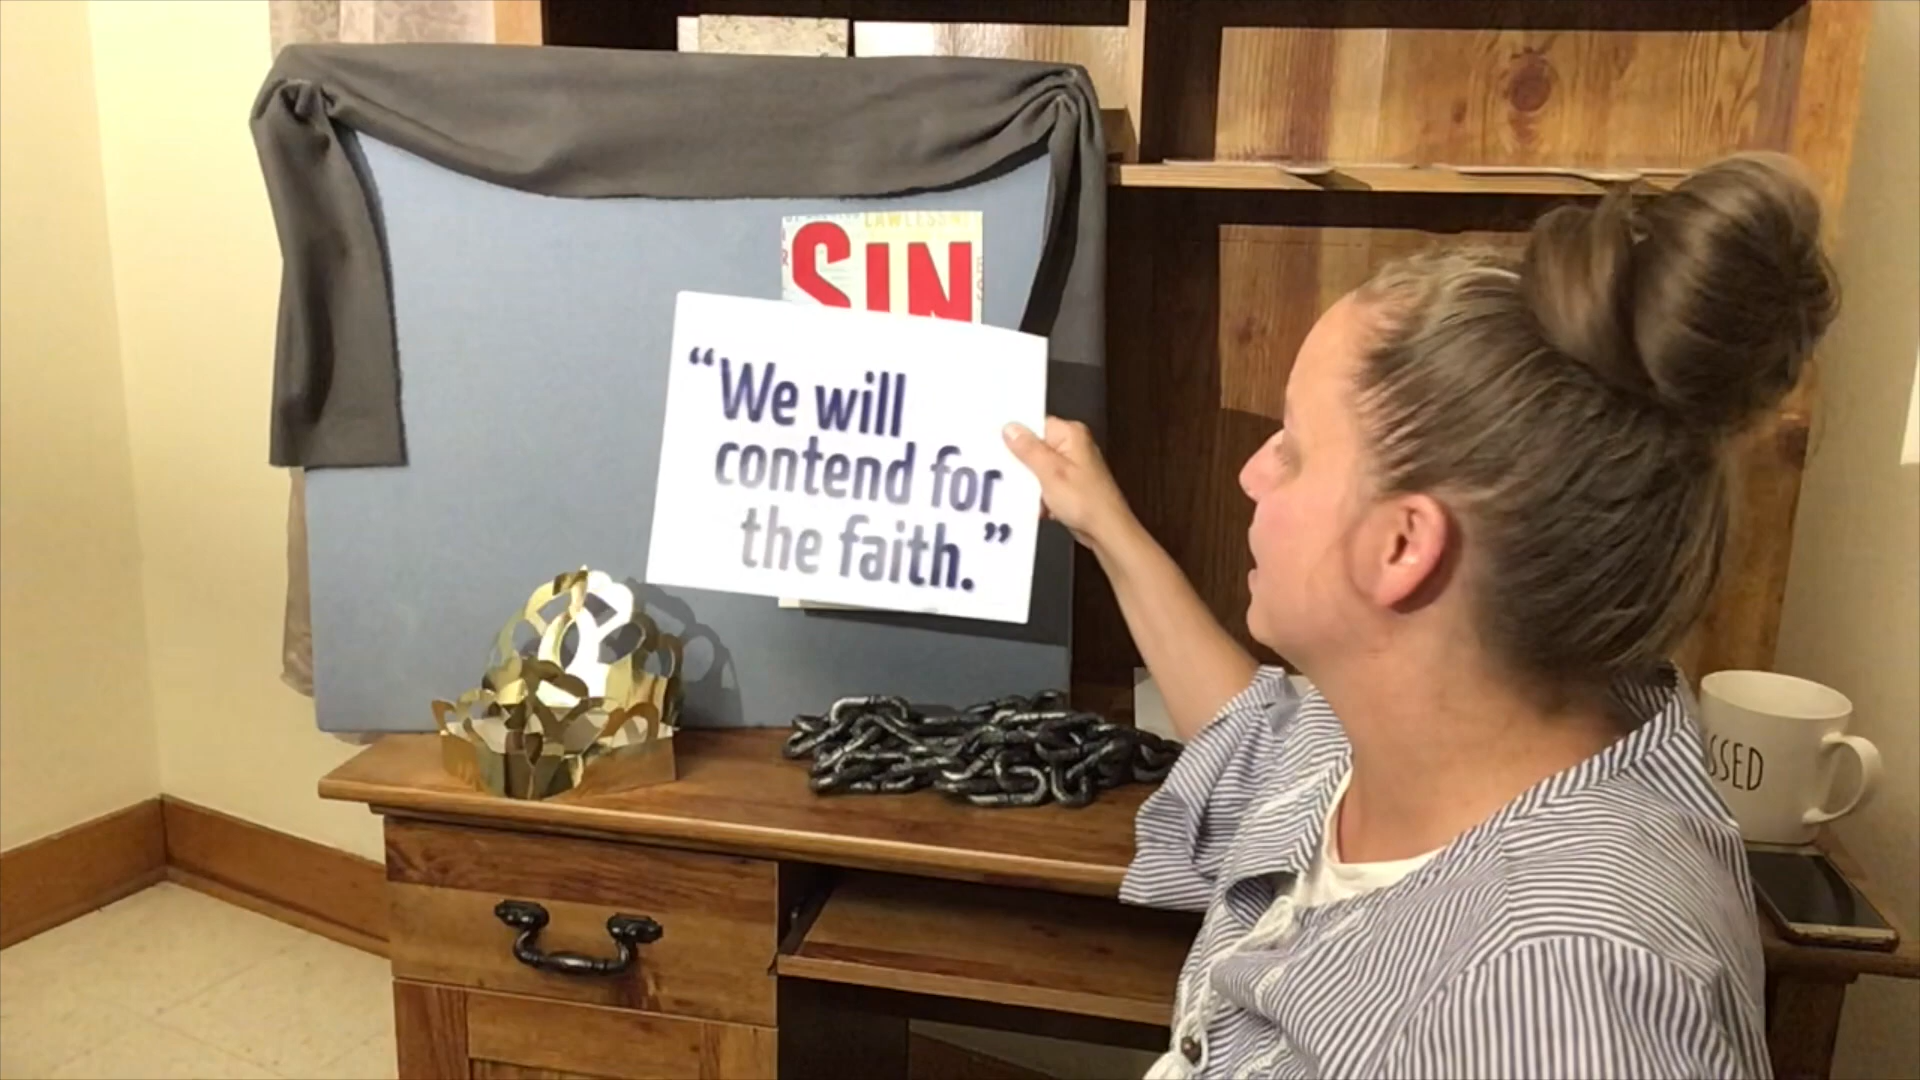 LAWLESSN
SIN
“We will
contend for
the faith.”
SSED